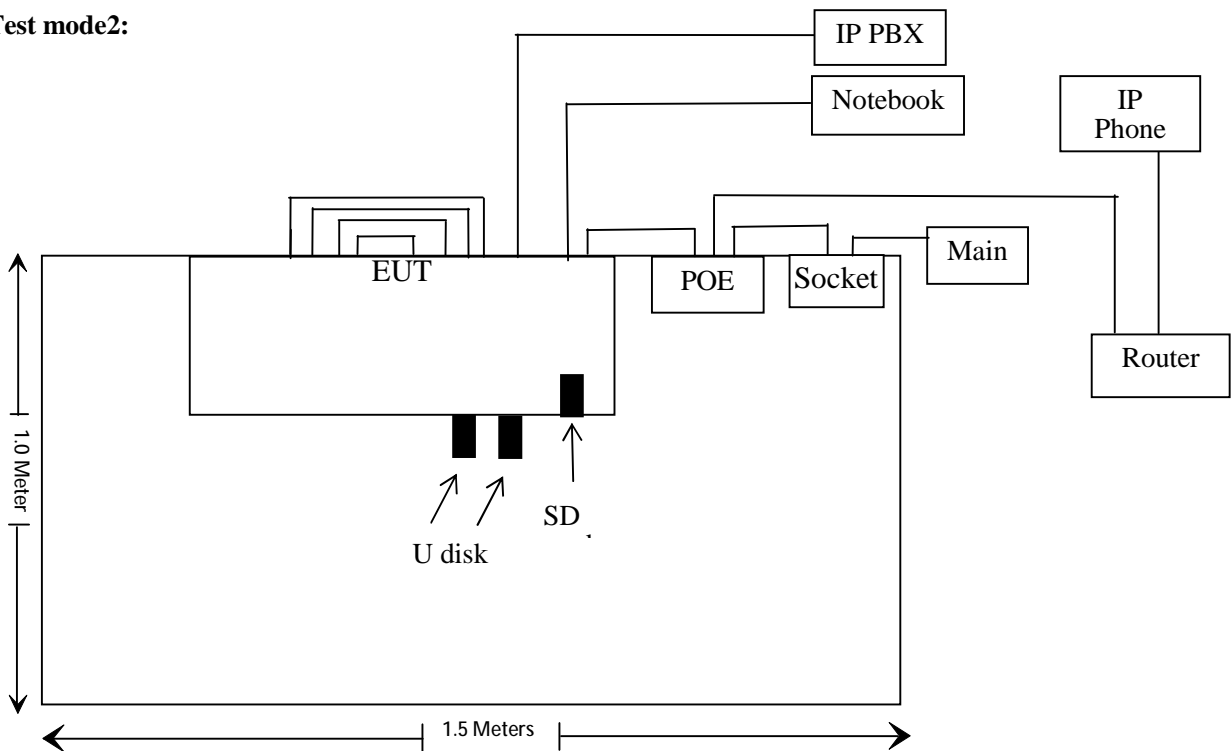 Test mode2:
IP PBX
Notebook
IP
Phone
Main
EUT
POE
Socket
Router
1.0 Meter
SD
U disk
1.5 Meters